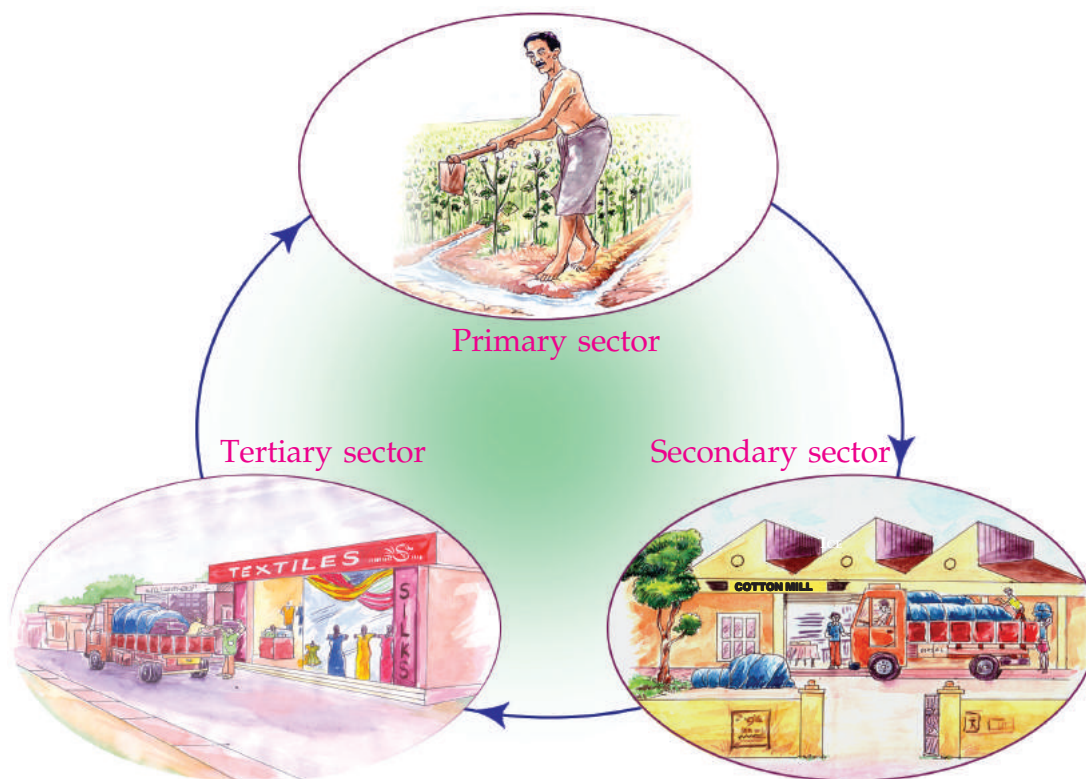 Primary sector
Tertiary sector
Secondary sector
TEXTILES
SILKS
COTTON MILL